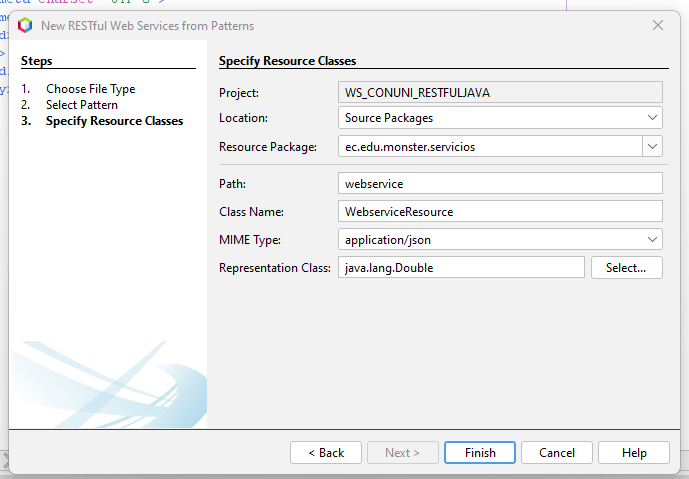 New RESTful Web Services from Patterns
Steps
1. Choose File Type
2. Select Pattern
3. Specify Resource Classes
Specify Resource Classes
Project: WS_CONUNI_RESTFULJAVA
Location: Source Packages
Resource Package: ec.edu.monster.servicios
Path: webservice
Class Name: WebserviceResource
MIME Type: application/json
Representation Class: java.lang.Double Select...
< Back Next > Finish Cancel Help